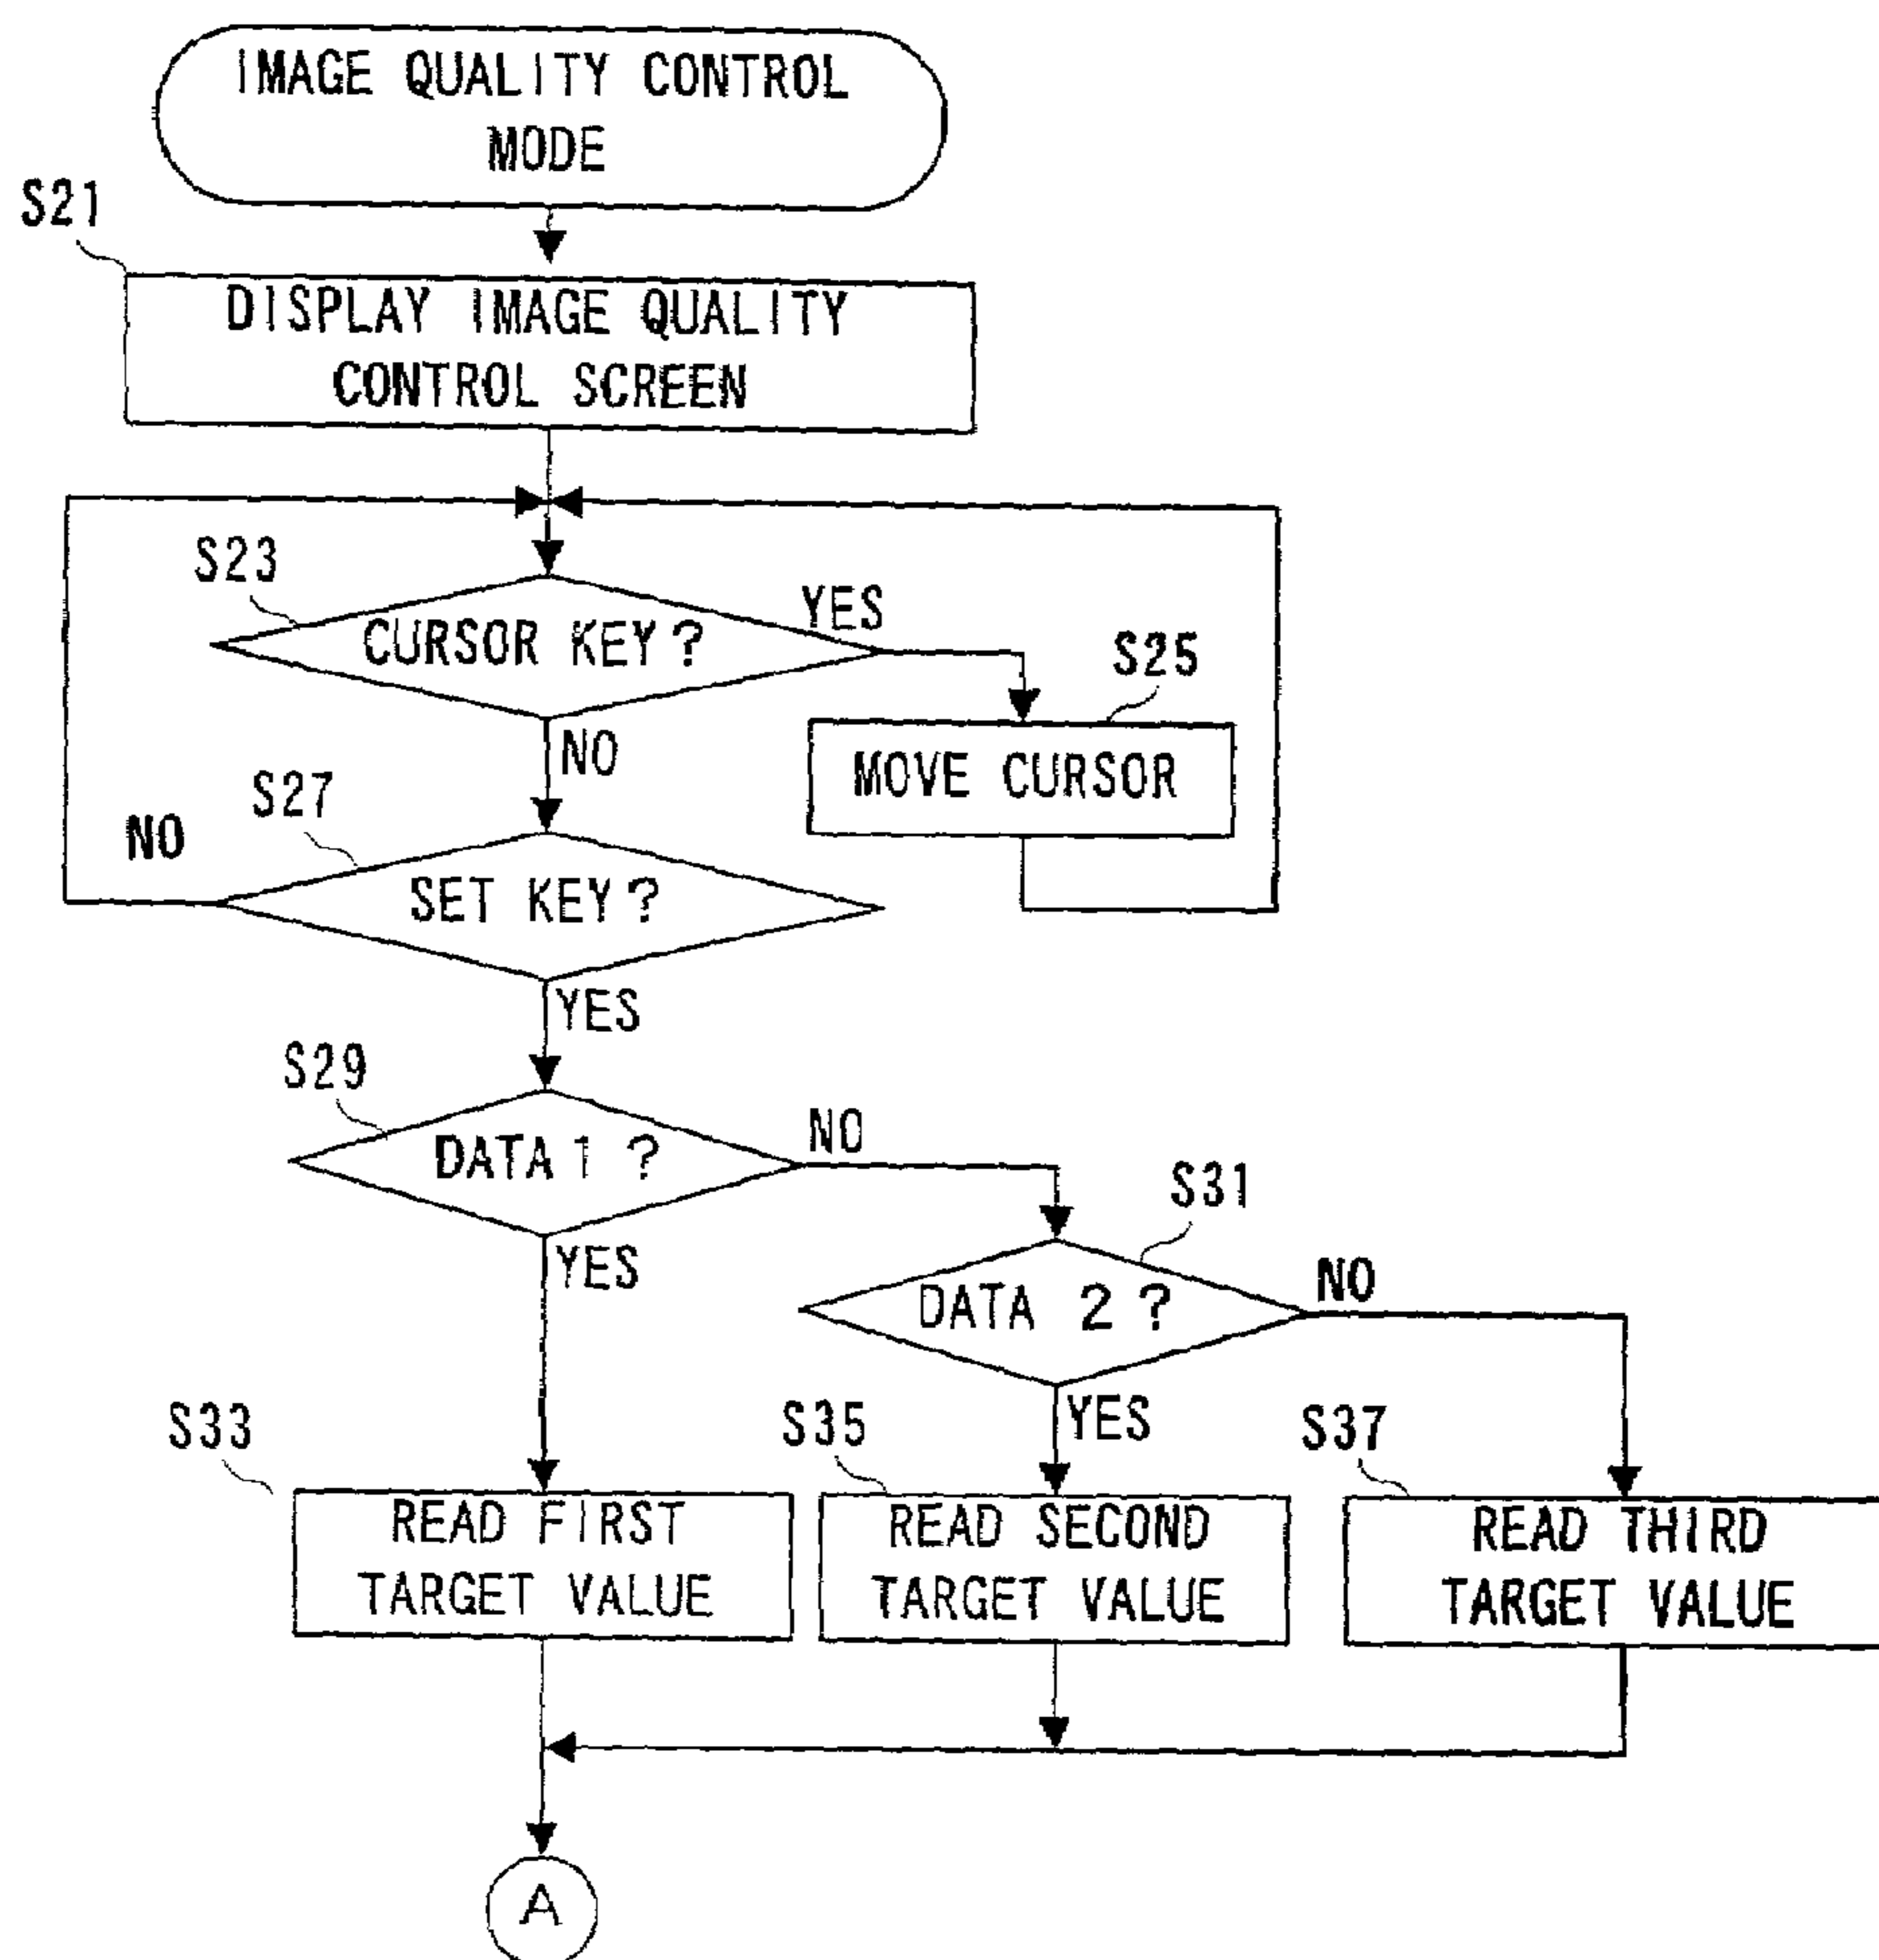 IMAGE QUALITY CONTROL
MODE
S21
DISPLAY IMAGE QUALITY
CONTROL SCREEN
S23
CURSOR KEY?
YES
S25
MOVE CURSOR
NO
S27
NO
SET KEY?
YES
S29
DATA1 ?
NO
S31
YES
DATA 2?
NO
S33
S35
YES
S37
READ FIRST
TARGET VALUE
READ SECOND
TARGET VALUE
READ THIRD
TARGET VALUE
A